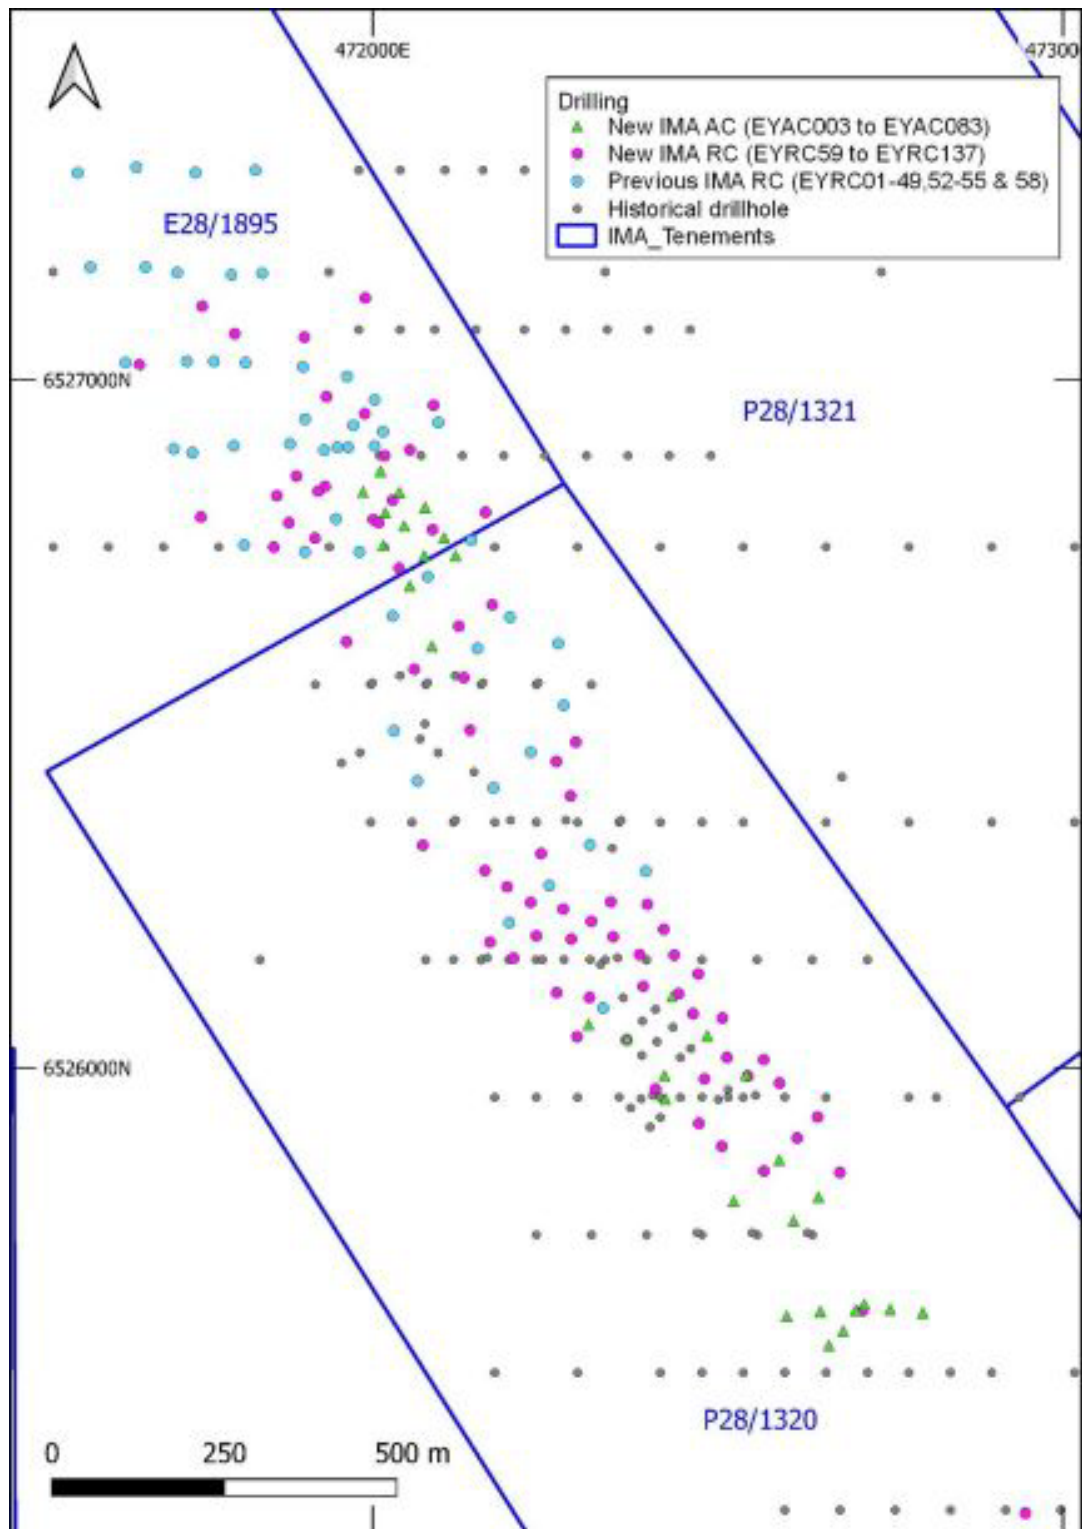 472000E
473000
Drilling
New IMA AC (EYAC003 to EYAC083)
New IMA RC (EYRC59 to EYRC137)
Previous IMA RC (EYRC01-49,52-55 & 58)
Historical drillhole
IMA_Tenements
E28/1895
6527000N
P28/1321
6526000N
P28/1320
0 250 500 m